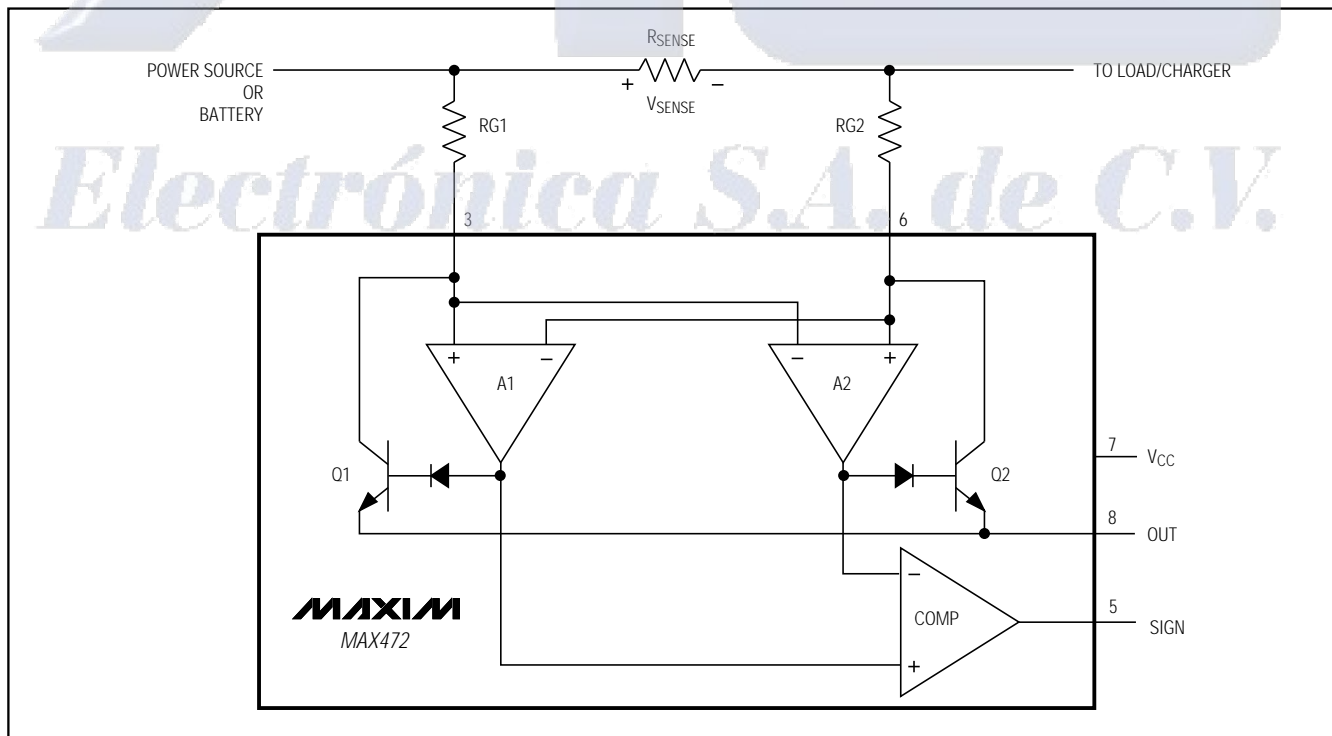 RSENSE
POWER SOURCE
OR
BATTERY
+
−
TO LOAD/CHARGER
VSENSE
RG1
RG2
Electrónica S.A. de C.V.
3
6
+
−
−
+
A1
A2
Q1
Q2
7
VCC
8
OUT
−
COMP
+
5
SIGN
MAXIM
MAX472